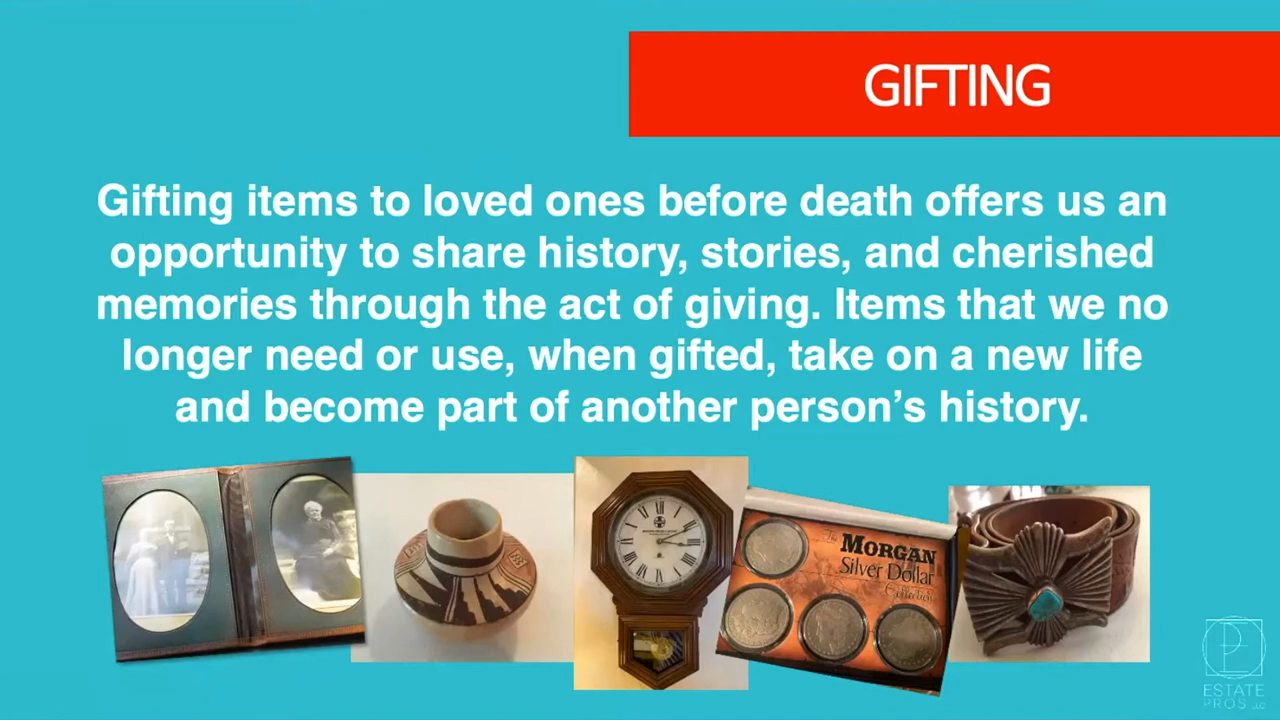 GIFTING
Gifting items to loved ones before death offers us an
opportunity to share history, stories, and cherished
memories through the act of giving. Items that we no
longer need or use, when gifted, take on a new life
and become part of another person’s history.
The
MORGAN
Silver Dollar
Collection
ESTATE
PROS LLC